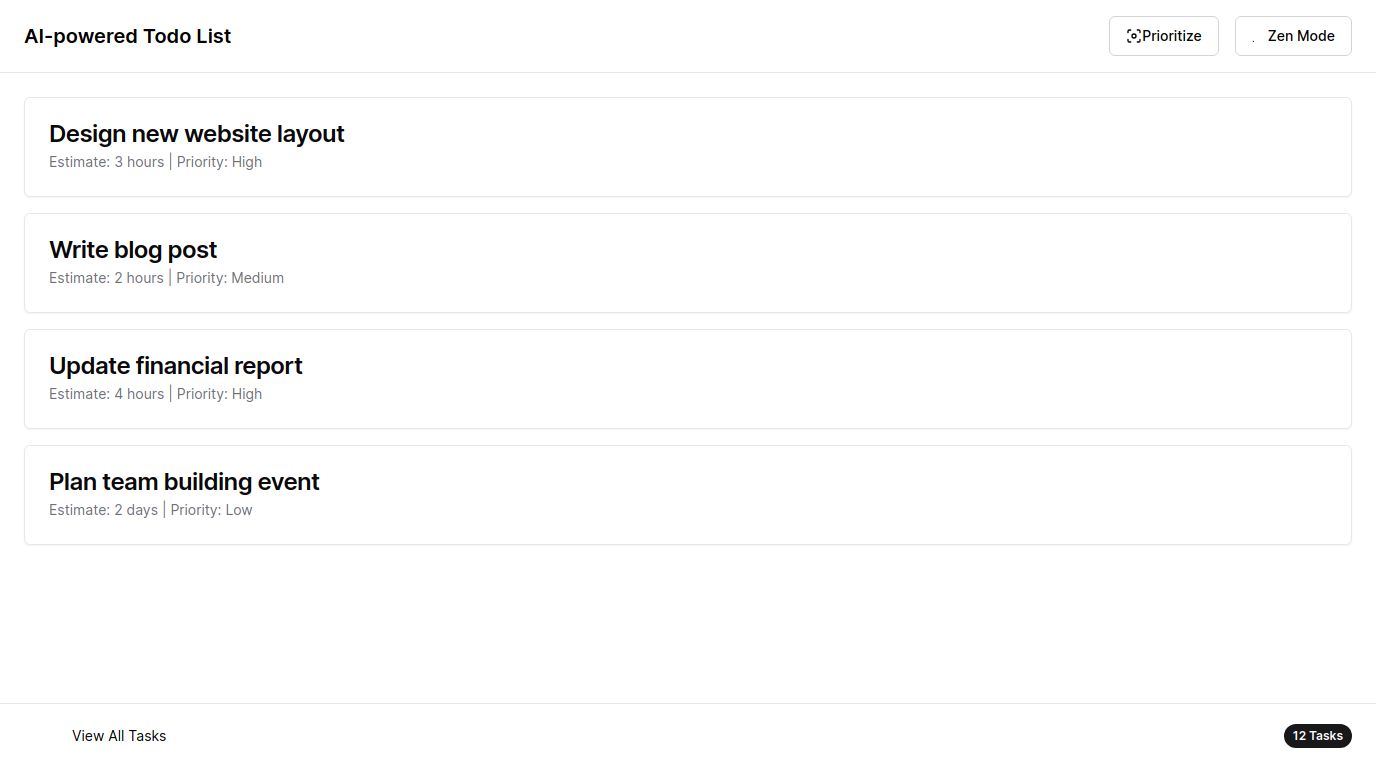 AI-powered Todo List
Prioritize
Zen Mode
Design new website layout
Estimate: 3 hours | Priority: High
Write blog post
Estimate: 2 hours | Priority: Medium
Update financial report
Estimate: 4 hours | Priority: High
Plan team building event
Estimate: 2 days | Priority: Low
View All Tasks
12 Tasks